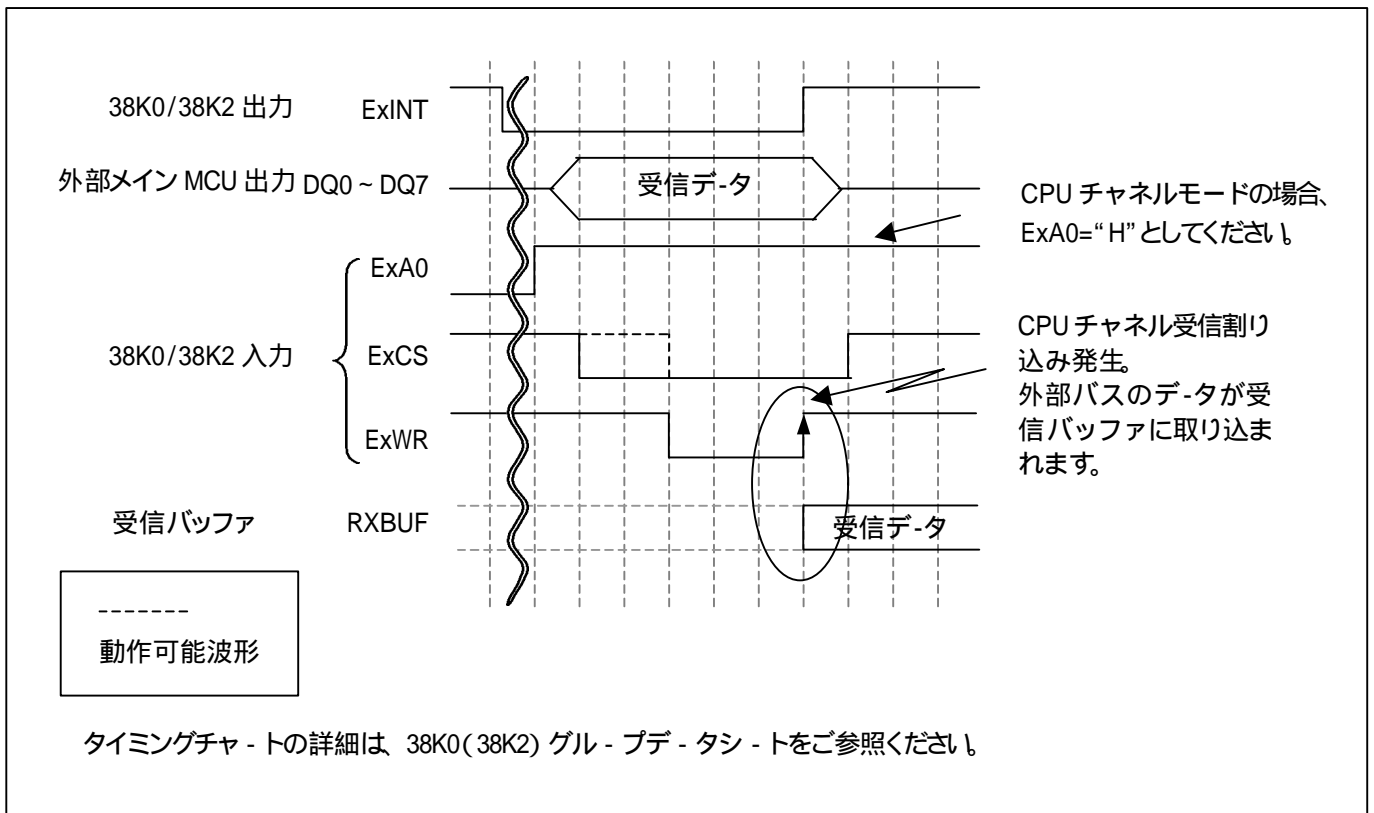 38K0/38K2 出力 ExINT
外部メイン MCU 出力 DQ0 ~ DQ7
受信デ-タ
CPU チャネルモードの場合、
ExA0=“H”としてください。
ExA0
38K0/38K2 入力 ExCS
ExWR
CPU チャネル受信割り
込み発生。
外部バスのデ-タが受
信バッファに取り込ま
れます。
受信バッファ RXBUF
受信デ-タ
-------
動作可能波形
タイミングチャ - トの詳細は、38K0(38K2) グル - プデ - タシ - トをご参照ください。